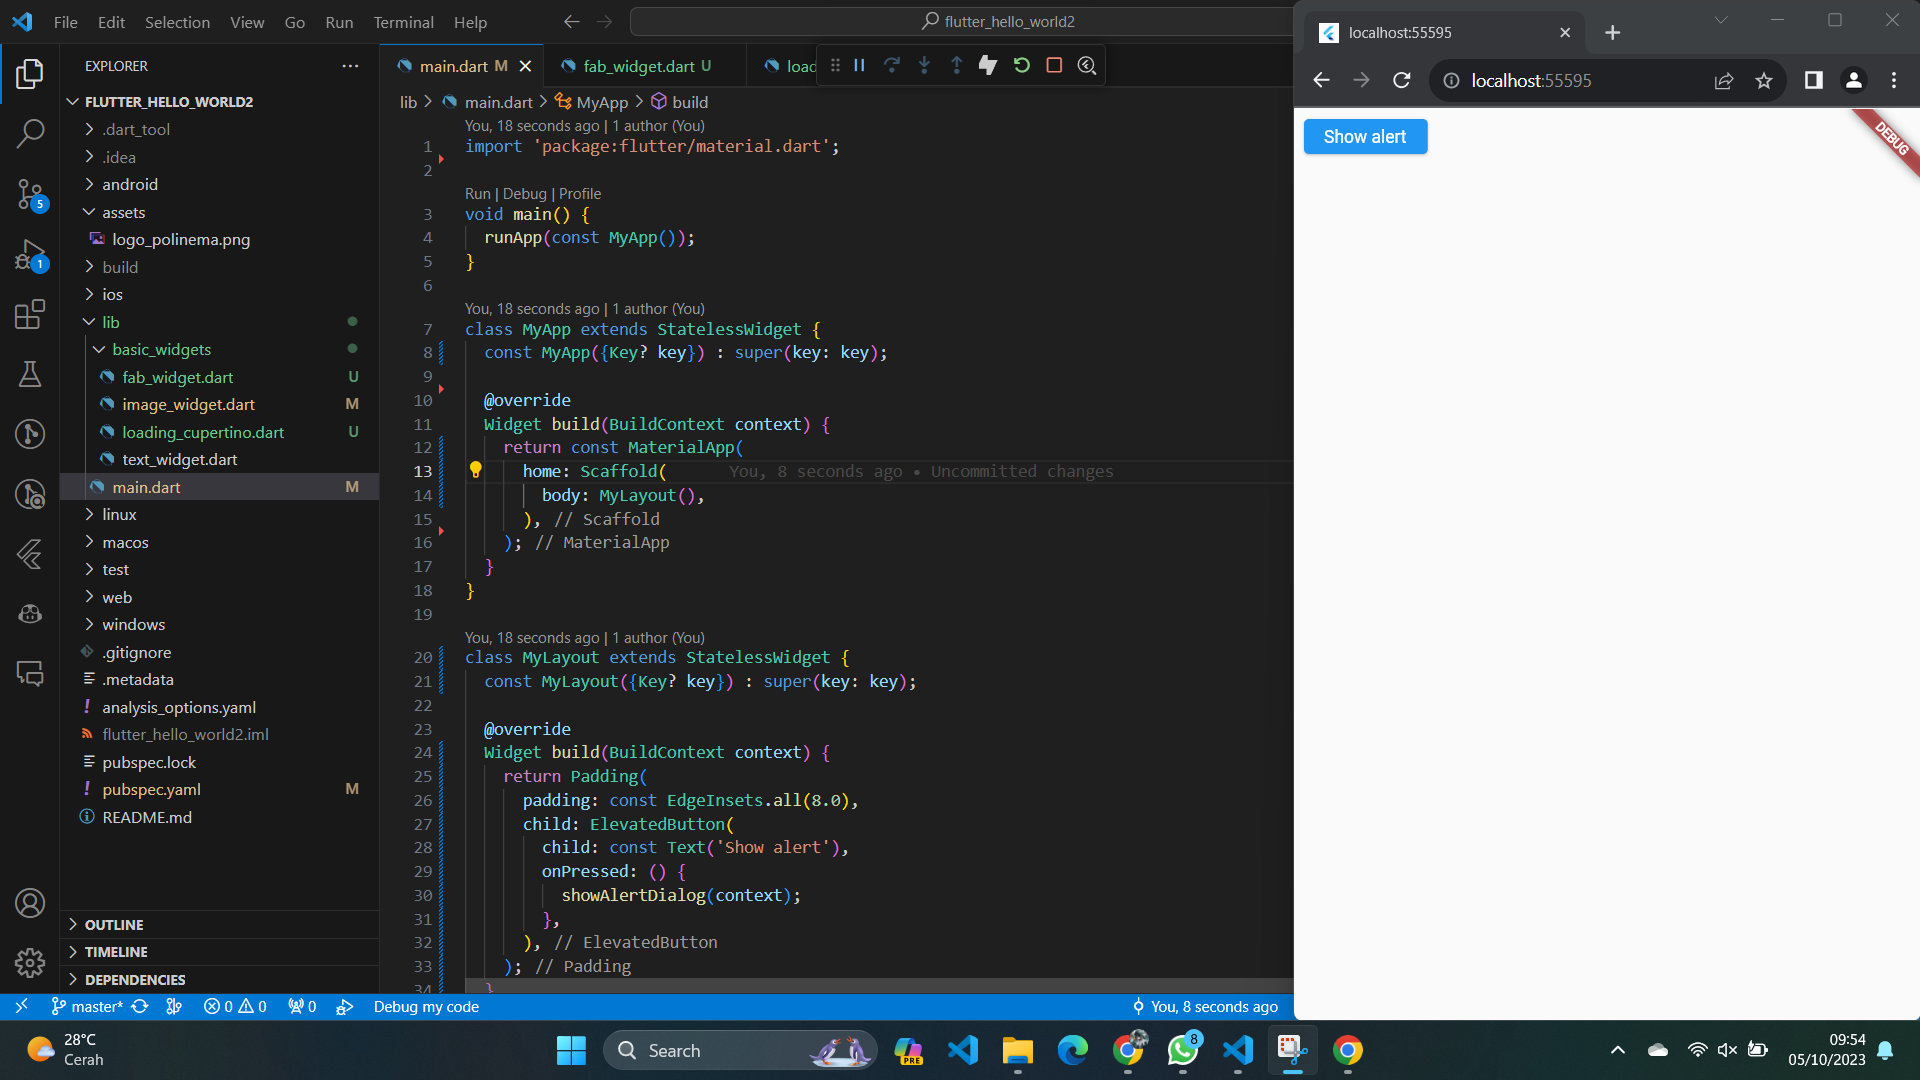 File Edit Selection View Go Run Terminal Help
flutter_hello_world2
EXPLORER
FLUTTER_HELLO_WORLD2
.dart_tool
.idea
android
assets
logo_polinema.png
build
ios
lib
basic_widgets
fab_widget.dart U
image_widget.dart M
loading_cupertino.dart U
text_widget.dart
main.dart M
linux
macos
test
web
windows
.gitignore
.metadata
analysis_options.yaml
flutter_hello_world2.iml
pubspec.lock
pubspec.yaml M
README.md
OUTLINE
TIMELINE
DEPENDENCIES
5
1
main.dart M
fab_widget.dart U
load
lib > main.dart > MyApp > build
You, 18 seconds ago | 1 author (You)
1 import 'package:flutter/material.dart';
2
Run | Debug | Profile
3 void main() {
4 runApp(const MyApp());
5 }
6
You, 18 seconds ago | 1 author (You)
7 class MyApp extends StatelessWidget {
8 const MyApp({Key? key}) : super(key: key);
9
10 @override
11 Widget build(BuildContext context) {
12 return const MaterialApp(
13 home: Scaffold( You, 8 seconds ago • Uncommitted changes
14 body: MyLayout(),
15 ), // Scaffold
16 ); // MaterialApp
17 }
18 }
19
You, 18 seconds ago | 1 author (You)
20 class MyLayout extends StatelessWidget {
21 const MyLayout({Key? key}) : super(key: key);
22
23 @override
24 Widget build(BuildContext context) {
25 return Padding(
26 padding: const EdgeInsets.all(8.0),
27 child: ElevatedButton(
28 child: const Text('Show alert'),
29 onPressed: () {
30 showAlertDialog(context);
31 },
32 ), // ElevatedButton
33 ); // Padding
34 }
master* 0 0 0 Debug my code
You, 8 seconds ago
localhost:55595
localhost:55595
Show alert
DEBUG
28°C
Cerah
Search
PRE
8
09:54
05/10/2023